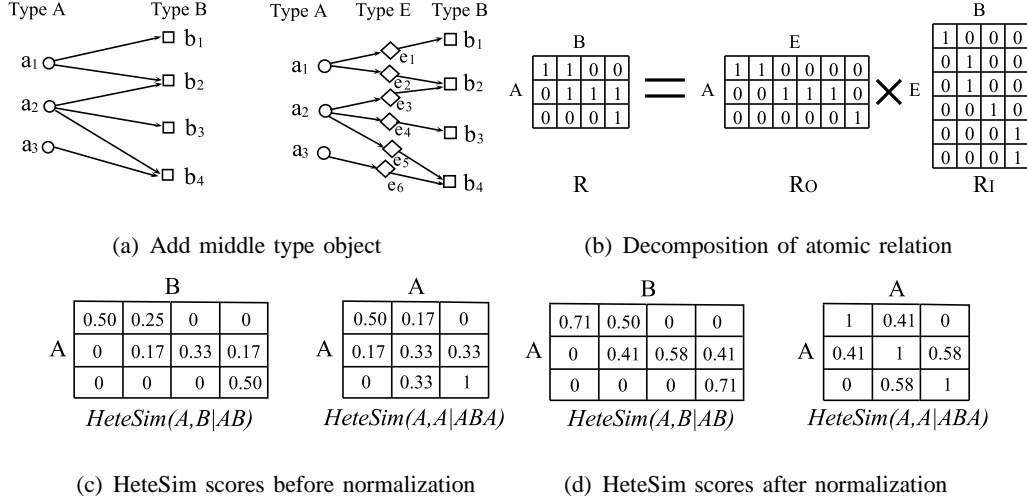 Type A Type B Type A Type E Type B
a1
a2
a3
b1
b2
b3
b4
a1
a2
a3
e1
e2
e3
e4
e5
e6
b1
b2
b3
b4
B
A
1 1 0 0
0 1 1 1
0 0 0 1
R
=
E
A
1 1 0 0 0 0
0 0 1 1 1 0
0 0 0 0 0 1
RO
×
B
E
1 0 0 0
0 1 0 0
0 1 0 0
0 0 1 0
0 0 0 1
0 0 0 1
RI
(a) Add middle type object
(b) Decomposition of atomic relation
B
A
0.50 0.25 0 0
0 0.17 0.33 0.17
0 0 0 0.50
HeteSim(A,B|AB)
A
A
0.50 0.17 0
0.17 0.33 0.33
0 0.33 1
HeteSim(A,A|ABA)
B
A
0.71 0.50 0 0
0 0.41 0.58 0.41
0 0 0 0.71
HeteSim(A,B|AB)
A
A
1 0.41 0
0.41 1 0.58
0 0.58 1
HeteSim(A,A|ABA)
(c) HeteSim scores before normalization
(d) HeteSim scores after normalization